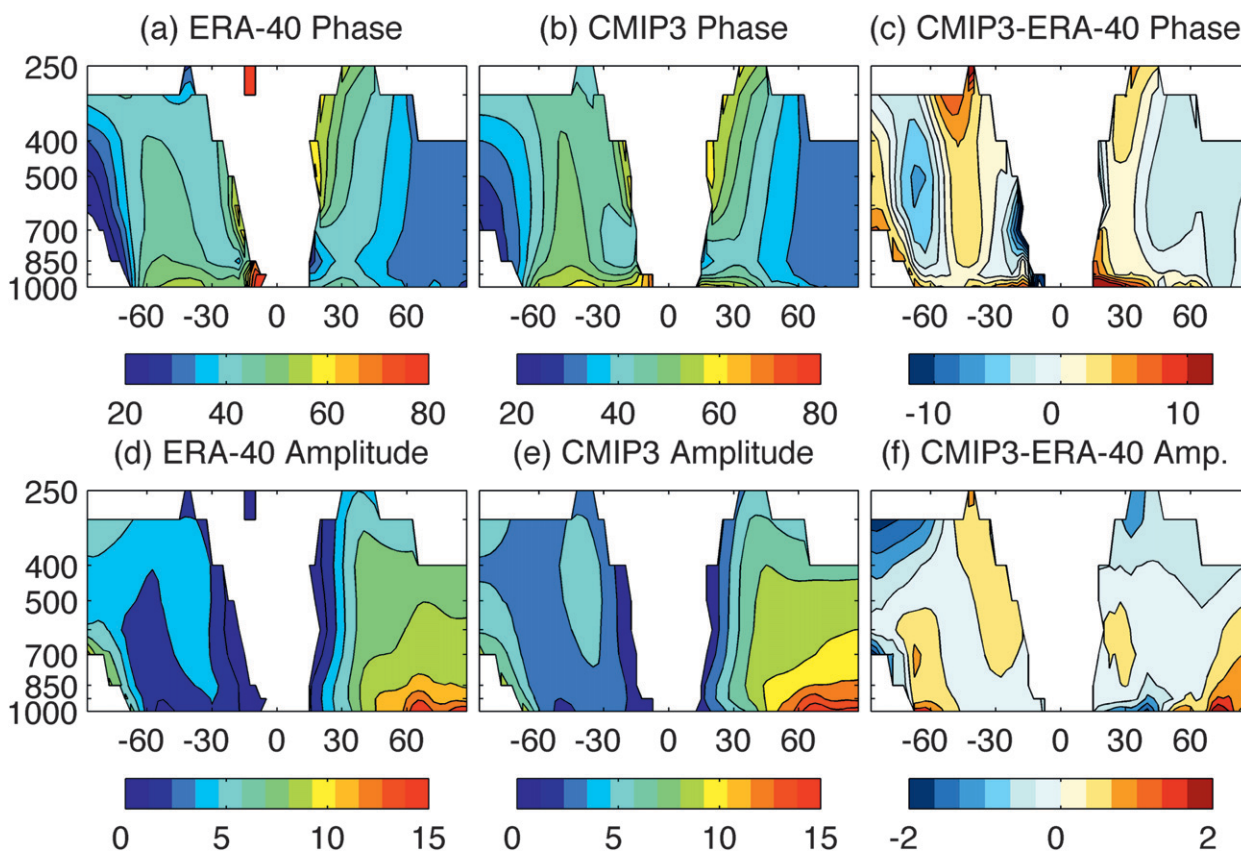 (a) ERA-40 Phase (b) CMIP3 Phase (c) CMIP3-ERA-40 Phase
250
400
500
700
850
1000
-60 -30 0 30 60 -60 -30 0 30 60 -60 -30 0 30 60
20 40 60 80 20 40 60 80 -10 0 10
(d) ERA-40 Amplitude (e) CMIP3 Amplitude (f) CMIP3-ERA-40 Amp.
250
400
500
700
850
1000
-60 -30 0 30 60 -60 -30 0 30 60 -60 -30 0 30 60
0 5 10 15 0 5 10 15 -2 0 2